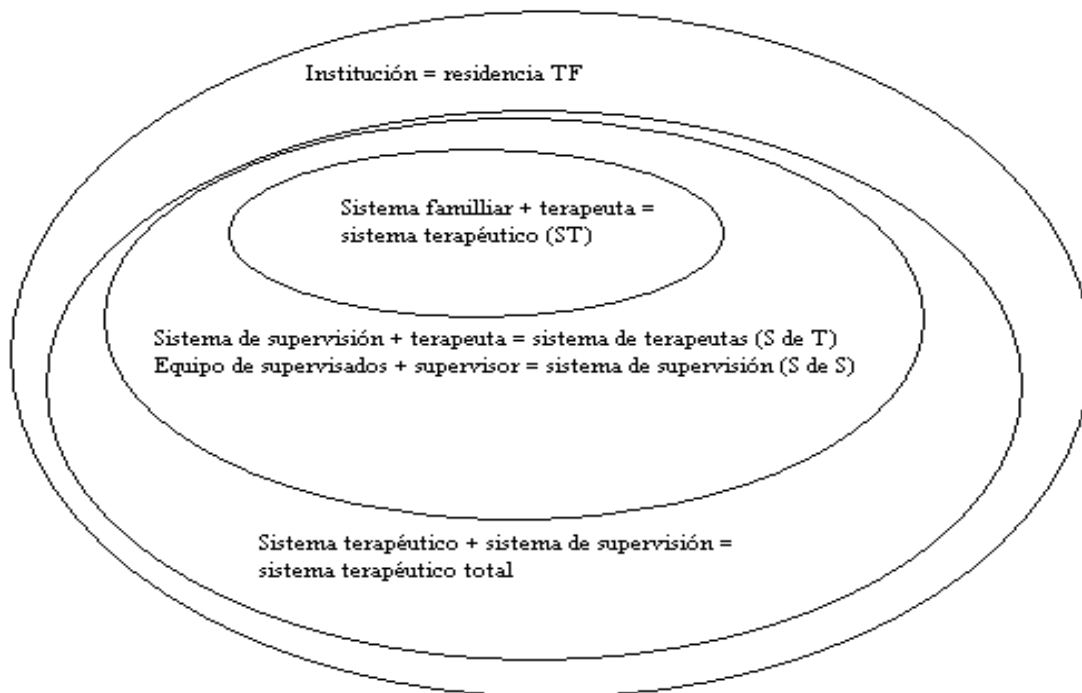 Institución = residencia TF
Sistema familliar + terapeuta =
sistema terapéutico (ST)
Sistema de supervisión + terapeuta = sistema de terapeutas (S de T)
Equipo de supervisados + supervisor = sistema de supervisión (S de S)
Sistema terapéutico + sistema de supervisión =
sistema terapéutico total